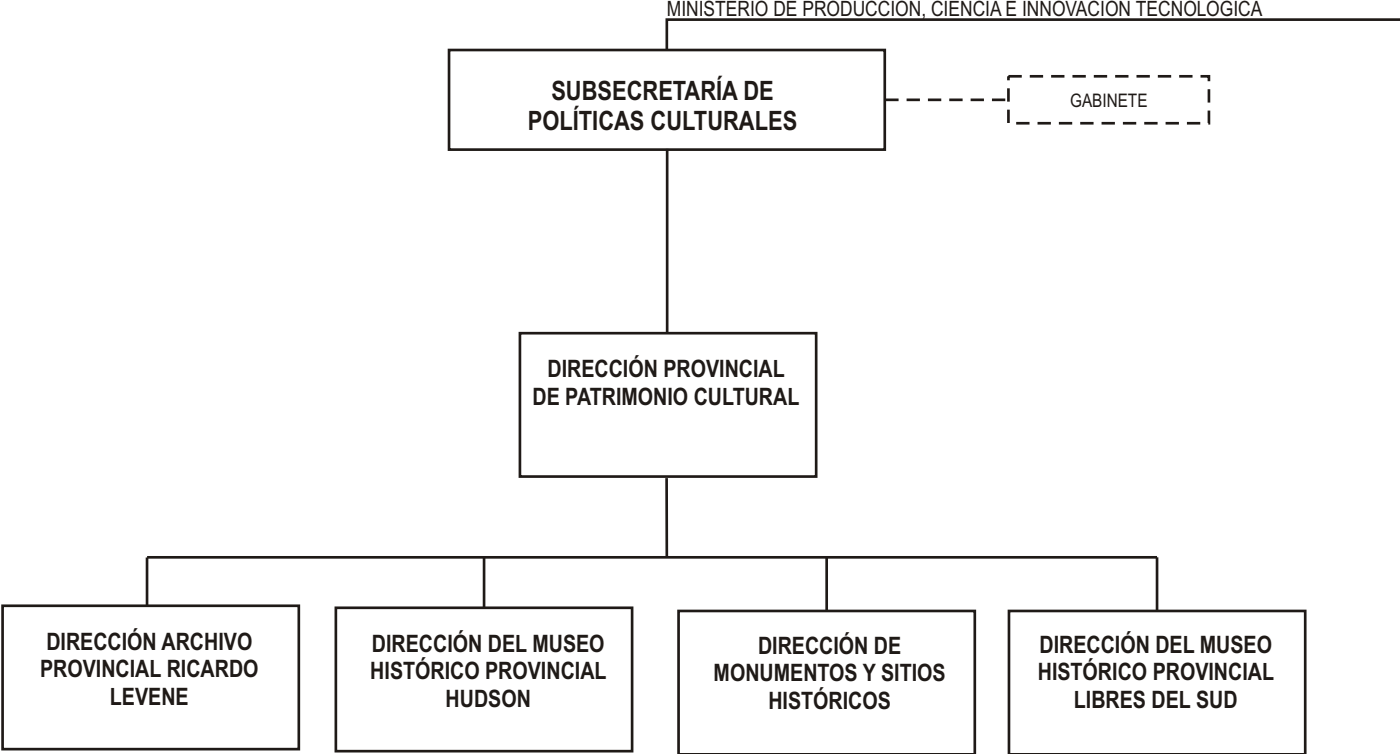 MINISTERIO DE PRODUCCIÓN, CIENCIA E INNOVACIÓN TECNOLÓGICA
SUBSECRETARÍA DE
POLÍTICAS CULTURALES
GABINETE
DIRECCIÓN PROVINCIAL
DE PATRIMONIO CULTURAL
DIRECCIÓN ARCHIVO
PROVINCIAL RICARDO
LEVENE
DIRECCIÓN DEL MUSEO
HISTÓRICO PROVINCIAL
HUDSON
DIRECCIÓN DE
MONUMENTOS Y SITIOS
HISTÓRICOS
DIRECCIÓN DEL MUSEO
HISTÓRICO PROVINCIAL
LIBRES DEL SUD